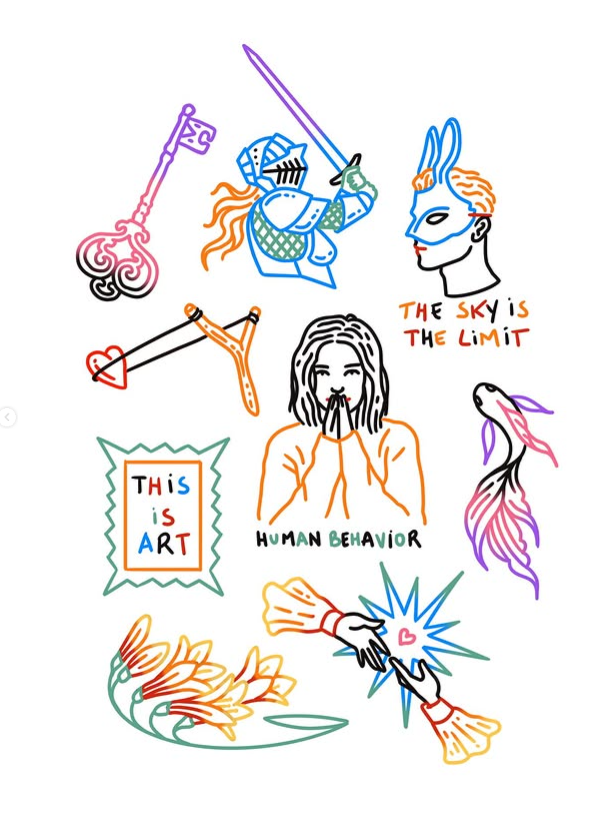 THE SKY iS
THE LiMiT
THiS
iS
ART
HUMAN BEHAViOR